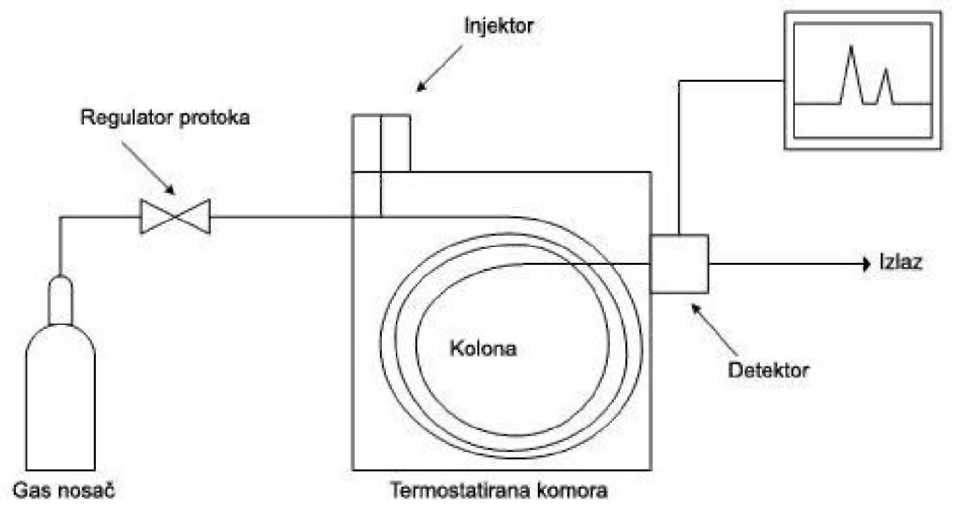 Injektor
Regulator protoka
Izlaz
Kolona
Detektor
Gas nosač
Termostatirana komora